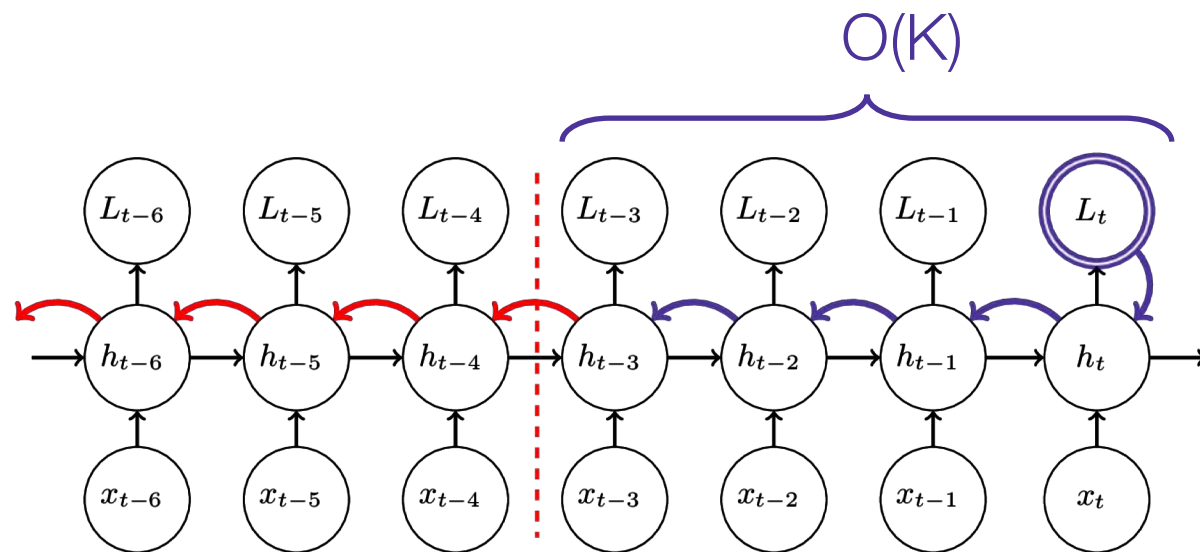 O(K)
L_{t-6} L_{t-5} L_{t-4} L_{t-3} L_{t-2} L_{t-1} L_t
h_{t-6} h_{t-5} h_{t-4} h_{t-3} h_{t-2} h_{t-1} h_t
x_{t-6} x_{t-5} x_{t-4} x_{t-3} x_{t-2} x_{t-1} x_t